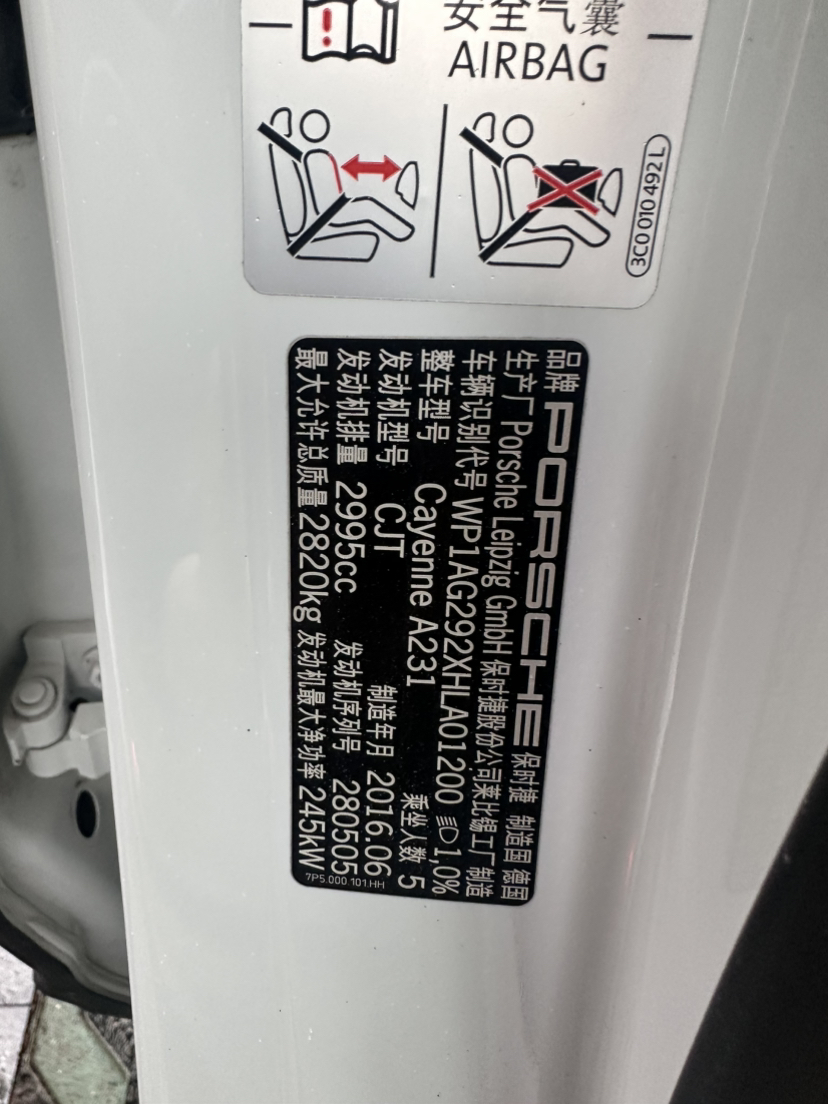 安全气囊
AIRBAG
3C0 010 492 L
品牌 PORSCHE 保时捷 制造国 德国
生产厂 Porsche Leipzig GmbH 保时捷股份公司莱比锡工厂制造
车辆识别代号 WP1AG292XHLA01200 1,0%
整车型号 Cayenne A231 乘坐人数 5
发动机型号 CJT 制造年月 2016.06
发动机排量 2995cc 发动机序列号 280505
最大允许总质量 2820kg 发动机最大净功率 245kW
7P5.000.101.HH